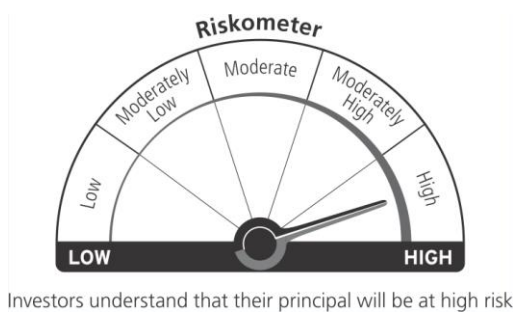 Riskometer
Low
Moderately
Low
Moderate
Moderately
High
High
LOW
HIGH
Investors understand that their principal will be at high risk